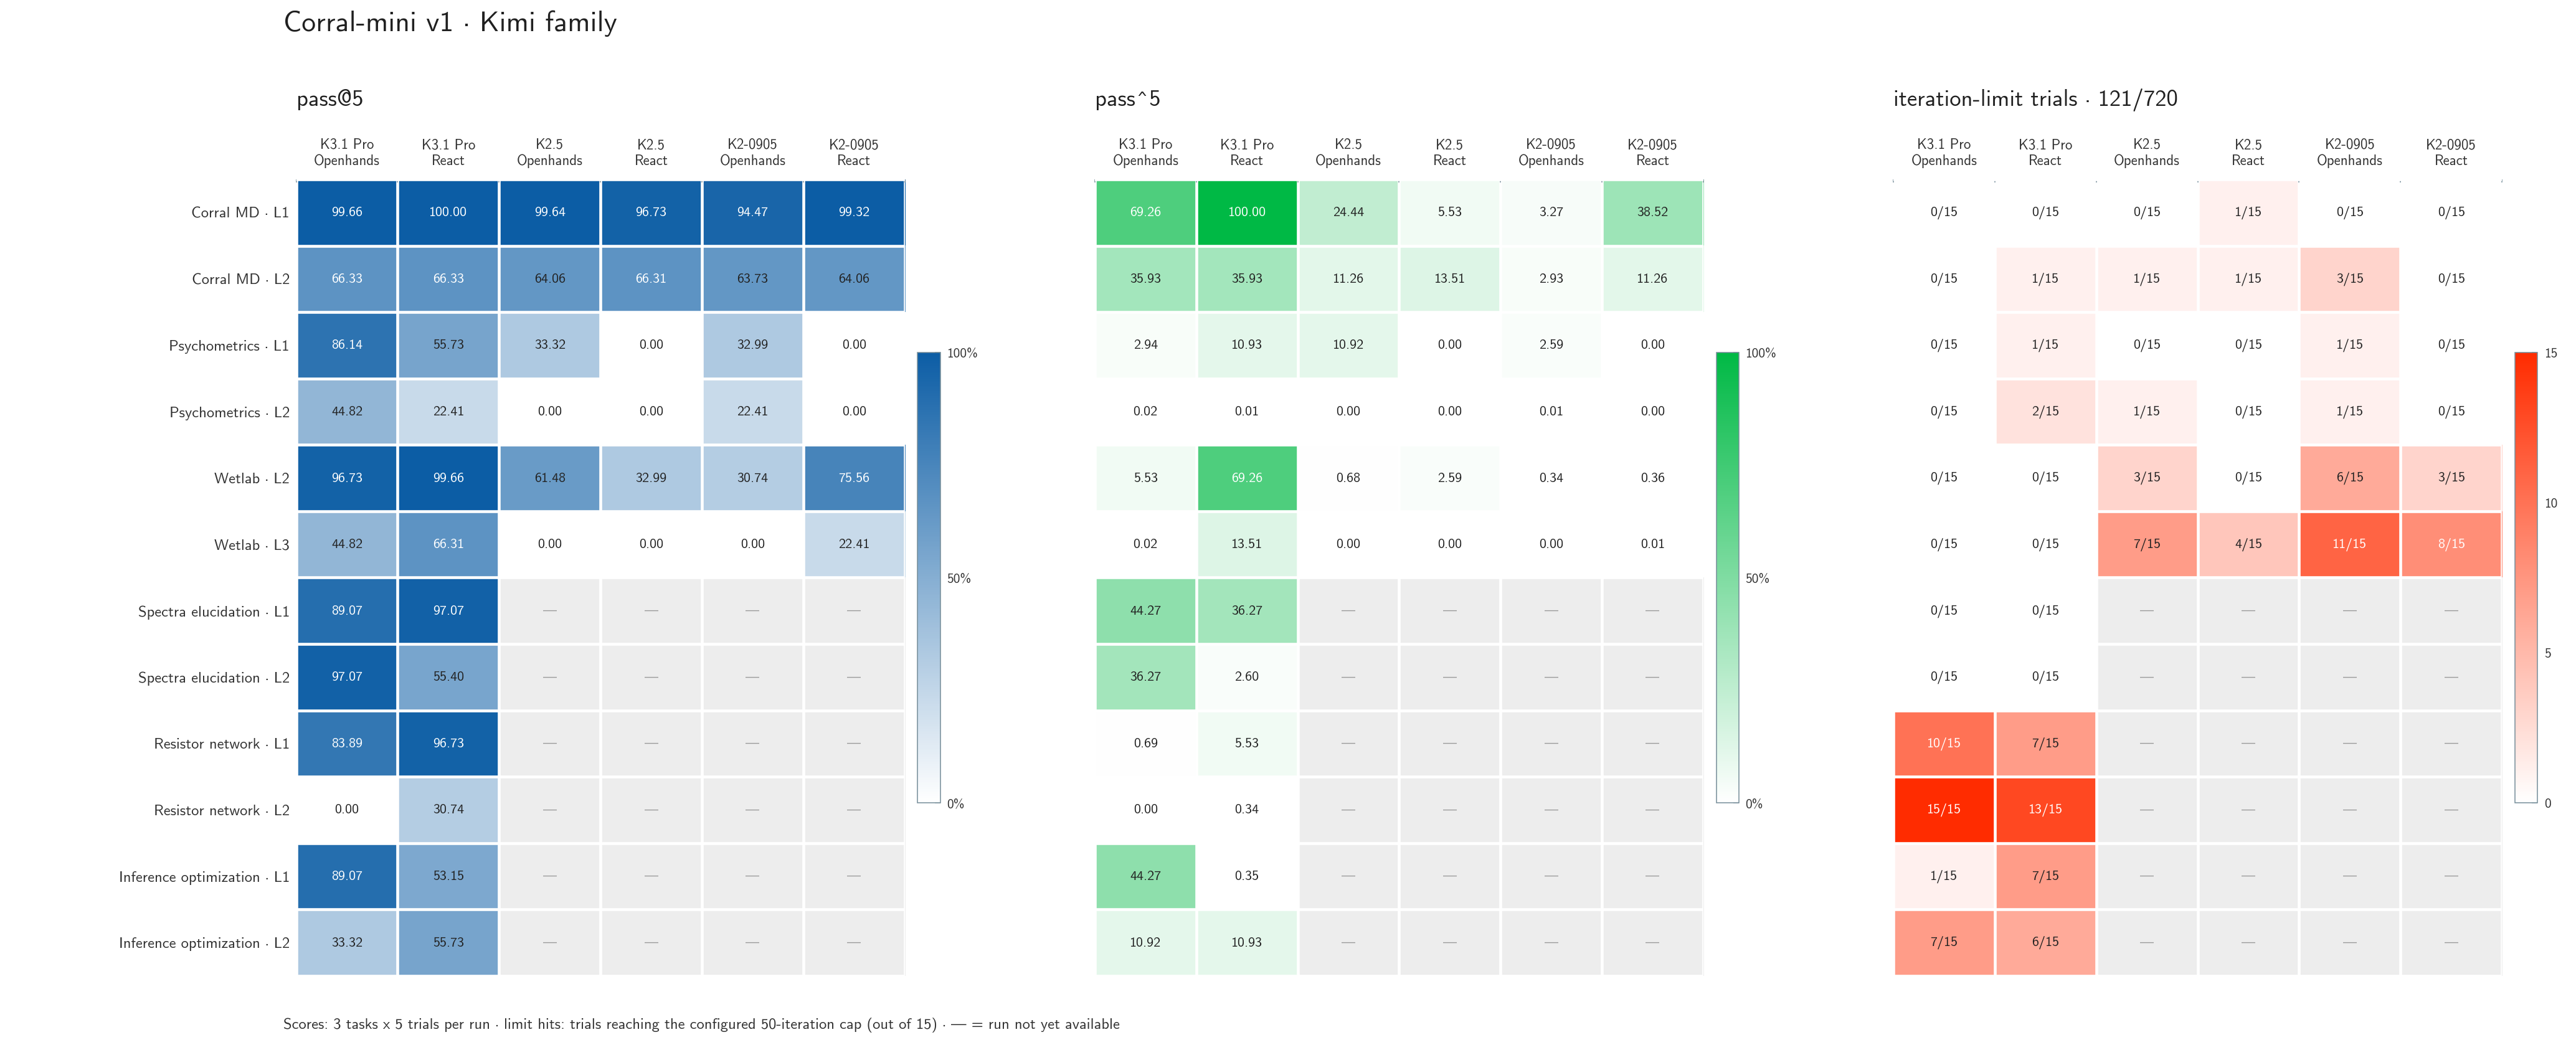 Corral-mini v1 · Kimi family
pass@5
K3.1 Pro Openhands K3.1 Pro React K2.5 Openhands K2.5 React K2-0905 Openhands K2-0905 React
Corral MD · L1 99.66 100.00 99.64 96.73 94.47 99.32
Corral MD · L2 66.33 66.33 64.06 66.31 63.73 64.06
Psychometrics · L1 86.14 55.73 33.32 0.00 32.99 0.00
Psychometrics · L2 44.82 22.41 0.00 0.00 22.41 0.00
Wetlab · L2 96.73 99.66 61.48 32.99 30.74 75.56
Wetlab · L3 44.82 66.31 0.00 0.00 0.00 22.41
Spectra elucidation · L1 89.07 97.07 — — — —
Spectra elucidation · L2 97.07 55.40 — — — —
Resistor network · L1 83.89 96.73 — — — —
Resistor network · L2 0.00 30.74 — — — —
Inference optimization · L1 89.07 53.15 — — — —
Inference optimization · L2 33.32 55.73 — — — —
100%
50%
0%
pass^5
K3.1 Pro Openhands K3.1 Pro React K2.5 Openhands K2.5 React K2-0905 Openhands K2-0905 React
69.26 100.00 24.44 5.53 3.27 38.52
35.93 35.93 11.26 13.51 2.93 11.26
2.94 10.93 10.92 0.00 2.59 0.00
0.02 0.01 0.00 0.00 0.01 0.00
5.53 69.26 0.68 2.59 0.34 0.36
0.02 13.51 0.00 0.00 0.00 0.01
44.27 36.27 — — — —
36.27 2.60 — — — —
0.69 5.53 — — — —
0.00 0.34 — — — —
44.27 0.35 — — — —
10.92 10.93 — — — —
100%
50%
0%
iteration-limit trials · 121/720
K3.1 Pro Openhands K3.1 Pro React K2.5 Openhands K2.5 React K2-0905 Openhands K2-0905 React
0/15 0/15 0/15 1/15 0/15 0/15
0/15 1/15 1/15 1/15 3/15 0/15
0/15 1/15 0/15 0/15 1/15 0/15
0/15 2/15 1/15 0/15 1/15 0/15
0/15 0/15 3/15 0/15 6/15 3/15
0/15 0/15 7/15 4/15 11/15 8/15
0/15 0/15 — — — —
0/15 0/15 — — — —
10/15 7/15 — — — —
15/15 13/15 — — — —
1/15 7/15 — — — —
7/15 6/15 — — — —
15
10
5
0
Scores: 3 tasks x 5 trials per run · limit hits: trials reaching the configured 50-iteration cap (out of 15) · — = run not yet available